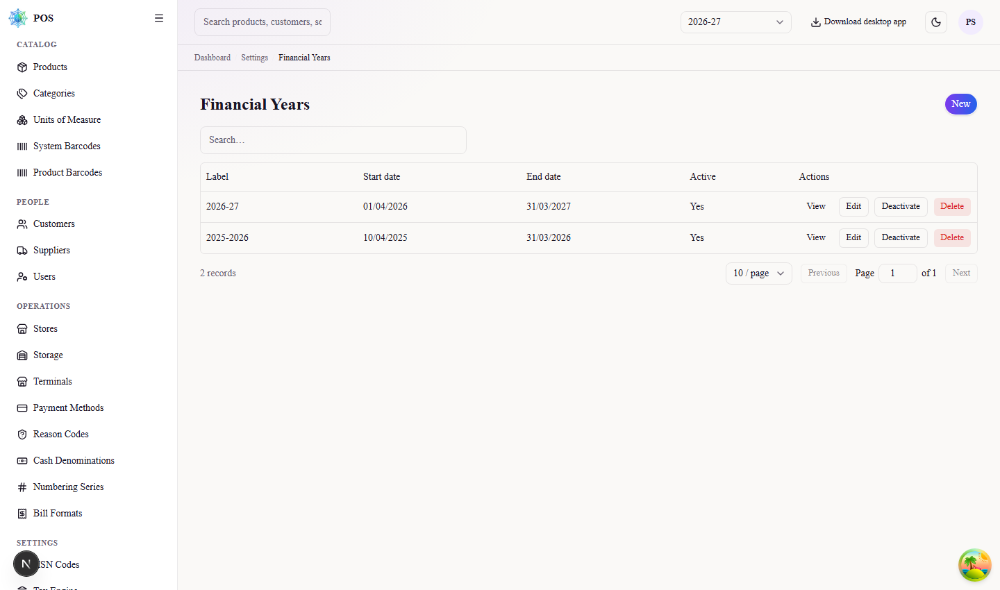 POS
Search products, customers, se
2026-27
Download desktop app
PS
CATALOG
Products
Categories
Units of Measure
System Barcodes
Product Barcodes
PEOPLE
Customers
Suppliers
Users
OPERATIONS
Stores
Storage
Terminals
Payment Methods
Reason Codes
Cash Denominations
Numbering Series
Bill Formats
SETTINGS
N
SN Codes
Dashboard Settings Financial Years
Financial Years
New
Search...
Label Start date End date Active Actions
2026-27 01/04/2026 31/03/2027 Yes View Edit Deactivate Delete
2025-2026 10/04/2025 31/03/2026 Yes View Edit Deactivate Delete
2 records 10 / page Previous Page 1 of 1 Next